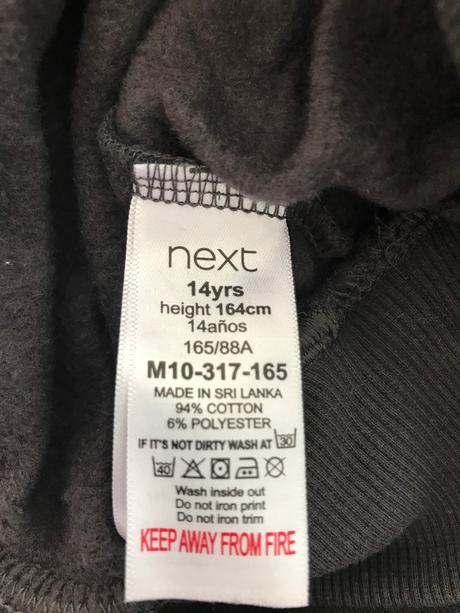 next
14yrs
height 164cm
14años
165/88A
M10-317-165
MADE IN SRI LANKA
94% COTTON
6% POLYESTER
IF IT'S NOT DIRTY WASH AT 30
40
Wash inside out
Do not iron print
Do not iron trim
KEEP AWAY FROM FIRE